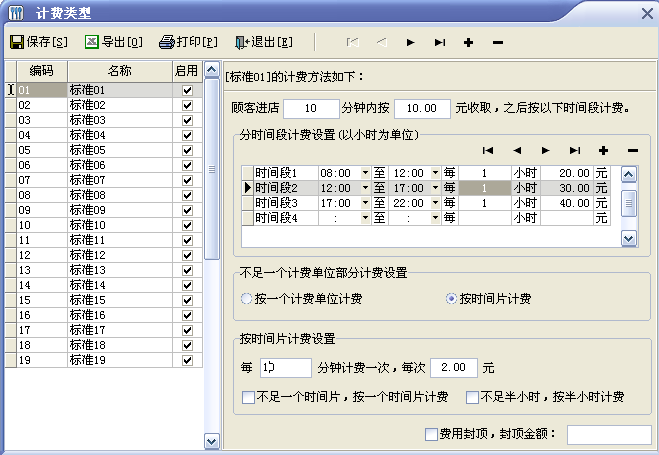 计费类型
保存[S] 导出[O] 打印[P] 退出[E]
编码 名称 启用
01 标准01
02 标准02
03 标准03
04 标准04
05 标准05
06 标准06
07 标准07
08 标准08
09 标准09
10 标准10
11 标准11
12 标准12
13 标准13
14 标准14
15 标准15
16 标准16
17 标准17
18 标准18
19 标准19
[标准01]的计费方法如下：
顾客进店 10 分钟内按 10.00 元收取，之后按以下时间段计费。
分时间段计费设置(以小时为单位)
时间段1 08:00 至 12:00 每 1 小时 20.00 元
时间段2 12:00 至 17:00 每 1 小时 30.00 元
时间段3 17:00 至 22:00 每 1 小时 40.00 元
时间段4 : 至 : 每 小时 元
不足一个计费单位部分计费设置
按一个计费单位计费 按时间片计费
按时间片计费设置
每 10 分钟计费一次，每次 2.00 元
不足一个时间片，按一个时间片计费 不足半小时，按半小时计费
费用封顶，封顶金额：